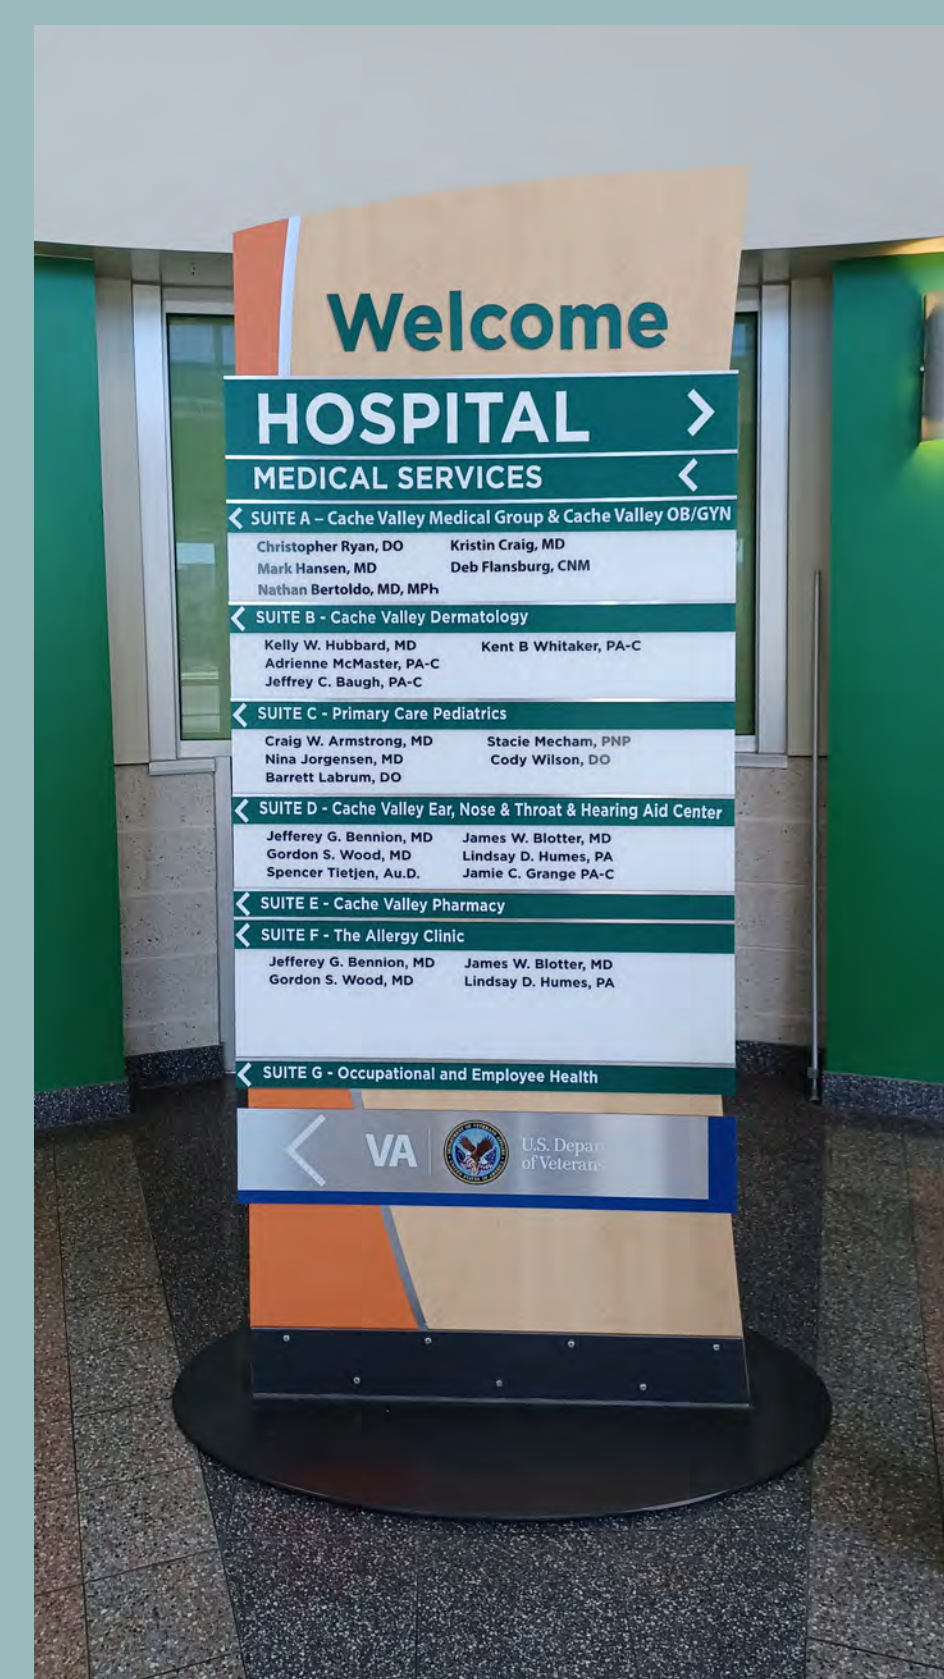 Welcome
HOSPITAL
MEDICAL SERVICES
SUITE A – Cache Valley Medical Group & Cache Valley OB/GYN
Christopher Ryan, DO
Mark Hansen, MD
Nathan Bertoldo, MD, MPh
Kristin Craig, MD
Deb Flansburg, CNM
SUITE B - Cache Valley Dermatology
Kelly W. Hubbard, MD
Adrienne McMaster, PA-C
Jeffrey C. Baugh, PA-C
Kent B Whitaker, PA-C
SUITE C - Primary Care Pediatrics
Craig W. Armstrong, MD
Nina Jorgensen, MD
Barrett Labrum, DO
Stacie Mecham, PNP
Cody Wilson, DO
SUITE D - Cache Valley Ear, Nose & Throat & Hearing Aid Center
Jefferey G. Bennion, MD
Gordon S. Wood, MD
Spencer Tietjen, Au.D.
James W. Blotter, MD
Lindsay D. Humes, PA
Jamie C. Grange PA-C
SUITE E - Cache Valley Pharmacy
SUITE F - The Allergy Clinic
Jefferey G. Bennion, MD
Gordon S. Wood, MD
James W. Blotter, MD
Lindsay D. Humes, PA
SUITE G - Occupational and Employee Health
VA
U.S.
of